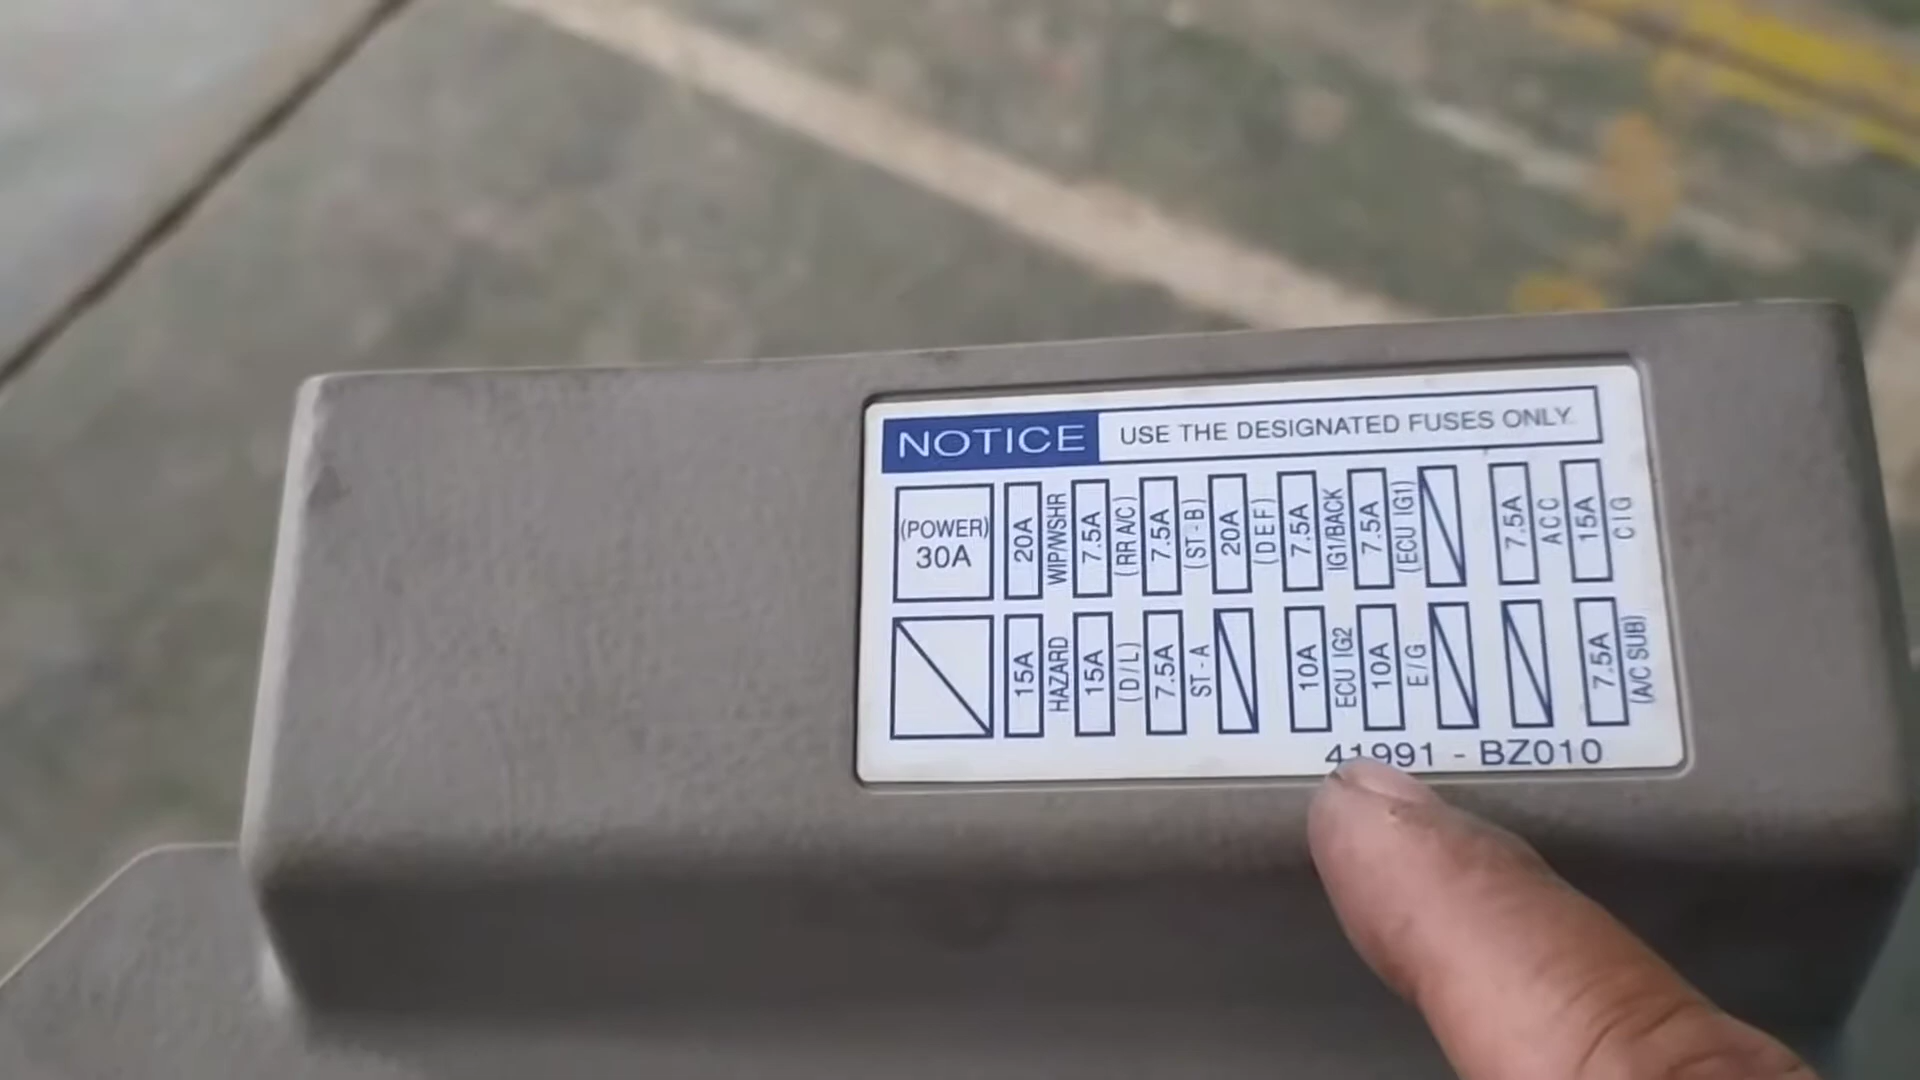 NOTICE USE THE DESIGNATED FUSES ONLY.
(POWER) 30A
20A WIP/WSHR
7.5A (RR A/C)
7.5A (ST-B)
20A (DEF)
7.5A IG1/BACK
7.5A (ECU IG1)
7.5A ACC
15A CIG
15A HAZARD
15A (D/L)
7.5A ST-A
10A ECU IG2
10A E/G
7.5A (A/C SUB)
41991 - BZ010